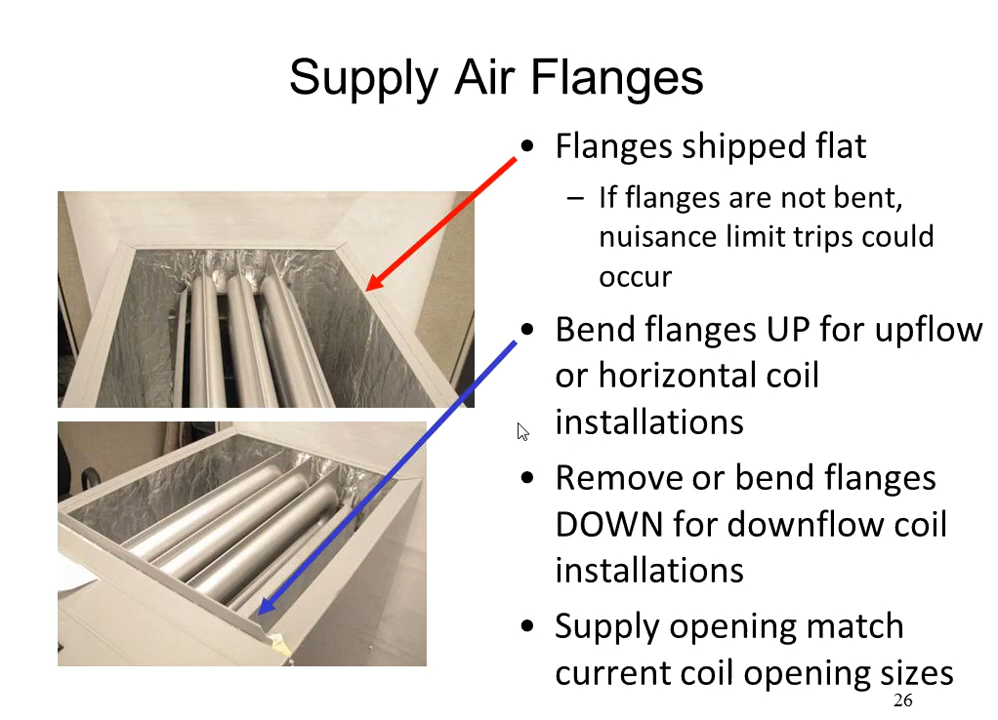 Supply Air Flanges
• Flanges shipped flat
– If flanges are not bent,
nuisance limit trips could
occur
• Bend flanges UP for upflow
or horizontal coil
installations
• Remove or bend flanges
DOWN for downflow coil
installations
• Supply opening match
current coil opening sizes
26